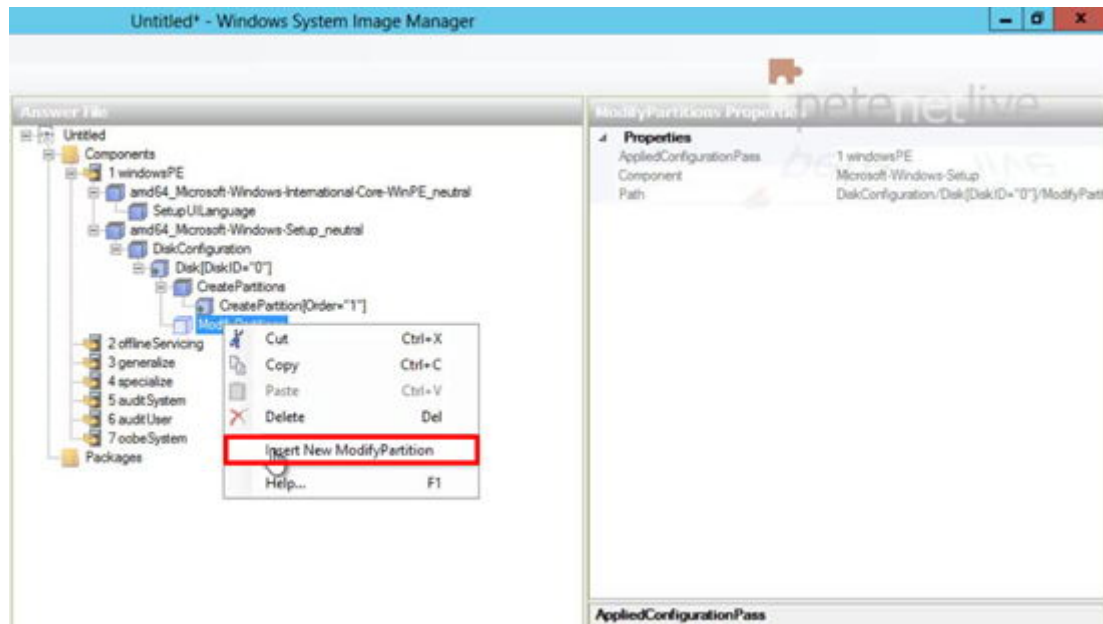 Untitled* - Windows System Image Manager
petenetlive
Answer File
ModifyPartitions Properties
Untitled
Components
1 windowsPE
amd64_Microsoft-Windows-International-Core-WinPE_neutral
SetupUILanguage
amd64_Microsoft-Windows-Setup_neutral
DiskConfiguration
Disk[DiskID="0"]
CreatePartitions
CreatePartition[Order="1"]
2 offlineServicing
3 generalize
4 specialize
5 auditSystem
6 auditUser
7 oobeSystem
Packages
Cut Ctrl+X
Copy Ctrl+C
Paste Ctrl+V
Delete Del
Insert New ModifyPartition
Help... F1
Properties
AppliedConfigurationPass 1 windowsPE
Component Microsoft-Windows-Setup
Path DiskConfiguration/Disk[DiskID="0"]/ModifyParti
AppliedConfigurationPass